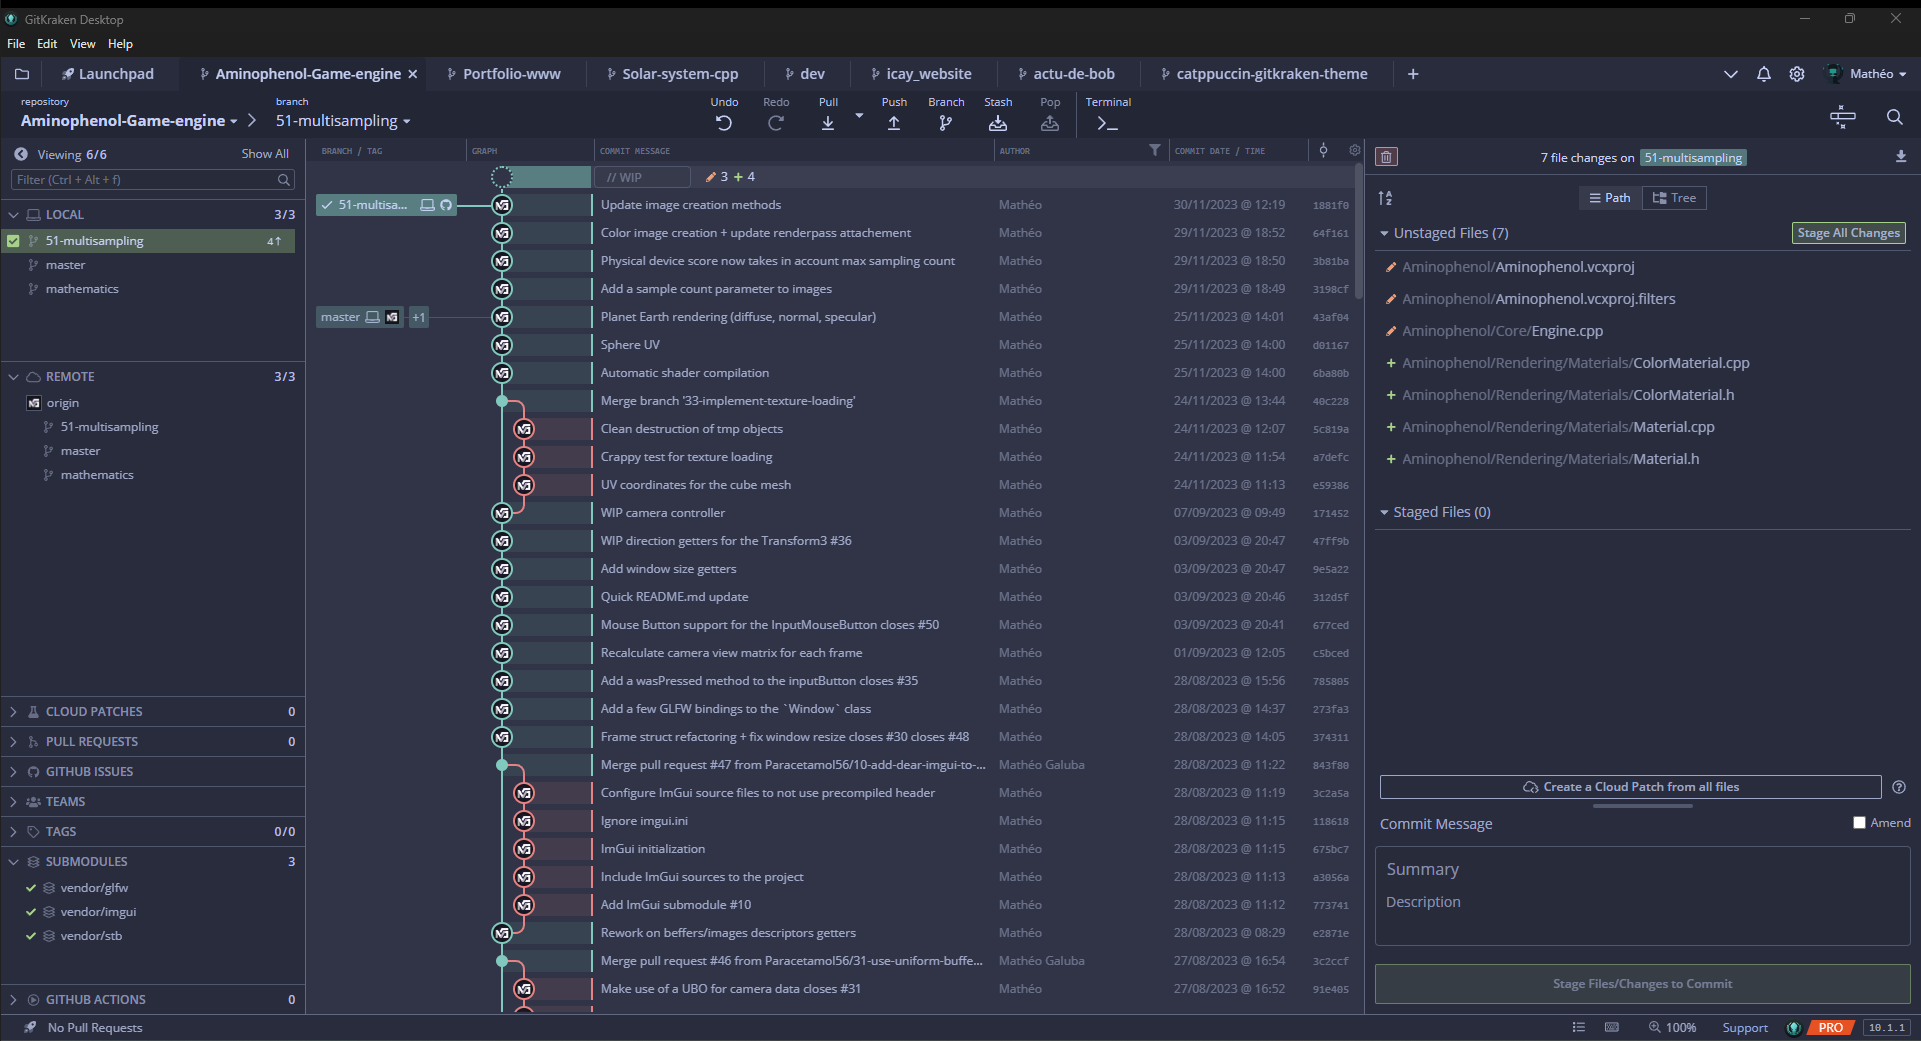 GitKraken Desktop
File Edit View Help
Launchpad Aminophenol-Game-engine Portfolio-www Solar-system-cpp dev icay_website actu-de-bob catppuccin-gitkraken-theme Mathéo
repository branch
Aminophenol-Game-engine 51-multisampling
Undo Redo Pull Push Branch Stash Pop Terminal
Viewing 6/6 Show All
Filter (Ctrl + Alt + f)
LOCAL 3/3
51-multisampling 4↑
master
mathematics
REMOTE 3/3
origin
51-multisampling
master
mathematics
CLOUD PATCHES 0
PULL REQUESTS 0
GITHUB ISSUES
TEAMS
TAGS 0/0
SUBMODULES 3
vendor/glfw
vendor/imgui
vendor/stb
GITHUB ACTIONS 0
BRANCH / TAG GRAPH COMMIT MESSAGE AUTHOR COMMIT DATE / TIME
// WIP 3 + 4
51-multisa... Update image creation methods Mathéo 30/11/2023 @ 12:19 1881f0
Color image creation + update renderpass attachement Mathéo 29/11/2023 @ 18:52 64f161
Physical device score now takes in account max sampling count Mathéo 29/11/2023 @ 18:50 3b81ba
Add a sample count parameter to images Mathéo 29/11/2023 @ 18:49 3198cf
master +1 Planet Earth rendering (diffuse, normal, specular) Mathéo 25/11/2023 @ 14:01 43af04
Sphere UV Mathéo 25/11/2023 @ 14:00 d01167
Automatic shader compilation Mathéo 25/11/2023 @ 14:00 6ba80b
Merge branch '33-implement-texture-loading' Mathéo 24/11/2023 @ 13:44 40c228
Clean destruction of tmp objects Mathéo 24/11/2023 @ 12:07 5c819a
Crappy test for texture loading Mathéo 24/11/2023 @ 11:54 a7defc
UV coordinates for the cube mesh Mathéo 24/11/2023 @ 11:13 e59386
WIP camera controller Mathéo 07/09/2023 @ 09:49 171452
WIP direction getters for the Transform3 #36 Mathéo 03/09/2023 @ 20:47 47ff9b
Add window size getters Mathéo 03/09/2023 @ 20:47 9e5a22
Quick README.md update Mathéo 03/09/2023 @ 20:46 312d5f
Mouse Button support for the InputMouseButton closes #50 Mathéo 03/09/2023 @ 20:41 677ced
Recalculate camera view matrix for each frame Mathéo 01/09/2023 @ 12:05 c5bced
Add a wasPressed method to the inputButton closes #35 Mathéo 28/08/2023 @ 15:56 785805
Add a few GLFW bindings to the `Window` class Mathéo 28/08/2023 @ 14:37 273fa3
Frame struct refactoring + fix window resize closes #30 closes #48 Mathéo 28/08/2023 @ 14:05 374311
Merge pull request #47 from Paracetamol56/10-add-dear-imgui-to-... Mathéo Galuba 28/08/2023 @ 11:22 843f80
Configure ImGui source files to not use precompiled header Mathéo 28/08/2023 @ 11:19 3c2a5a
Ignore imgui.ini Mathéo 28/08/2023 @ 11:15 118618
ImGui initialization Mathéo 28/08/2023 @ 11:15 675bc7
Include ImGui sources to the project Mathéo 28/08/2023 @ 11:13 a3056a
Add ImGui submodule #10 Mathéo 28/08/2023 @ 11:12 773741
Rework on beffers/images descriptors getters Mathéo 28/08/2023 @ 08:29 e2871e
Merge pull request #46 from Paracetamol56/31-use-uniform-buffe... Mathéo Galuba 27/08/2023 @ 16:54 3c2ccf
Make use of a UBO for camera data closes #31 Mathéo 27/08/2023 @ 16:52 91e405
7 file changes on 51-multisampling
Path Tree
Unstaged Files (7) Stage All Changes
Aminophenol/Aminophenol.vcxproj
Aminophenol/Aminophenol.vcxproj.filters
Aminophenol/Core/Engine.cpp
+ Aminophenol/Rendering/Materials/ColorMaterial.cpp
+ Aminophenol/Rendering/Materials/ColorMaterial.h
+ Aminophenol/Rendering/Materials/Material.cpp
+ Aminophenol/Rendering/Materials/Material.h
Staged Files (0)
Create a Cloud Patch from all files
Commit Message Amend
Summary
Description
Stage Files/Changes to Commit
No Pull Requests 100% Support PRO 10.1.1